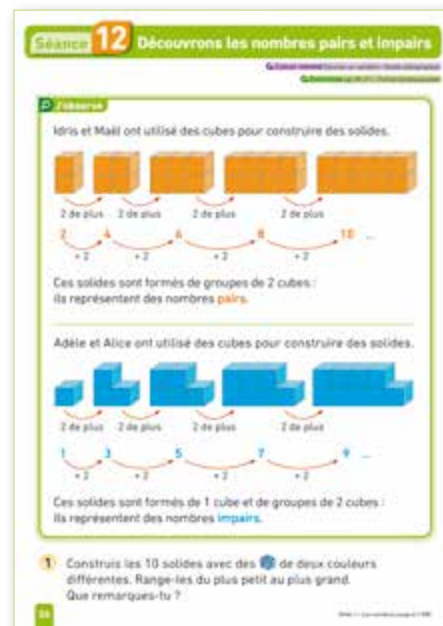 Séance 12 Découvrons les nombres pairs et impairs
J'observe
Idris et Maël ont utilisé des cubes pour construire des solides.
2 de plus 2 de plus 2 de plus 2 de plus
2 4 6 8 10 ...
+ 2 + 2 + 2 + 2
Ces solides sont formés de groupes de 2 cubes :
ils représentent des nombres pairs.
Adèle et Alice ont utilisé des cubes pour construire des solides.
2 de plus 2 de plus 2 de plus 2 de plus
1 3 5 7 9 ...
+ 2 + 2 + 2 + 2
Ces solides sont formés de 1 cube et de groupes de 2 cubes :
ils représentent des nombres impairs.
1 Construis les 10 solides avec des de deux couleurs
différentes. Range-les du plus petit au plus grand.
Que remarques-tu ?